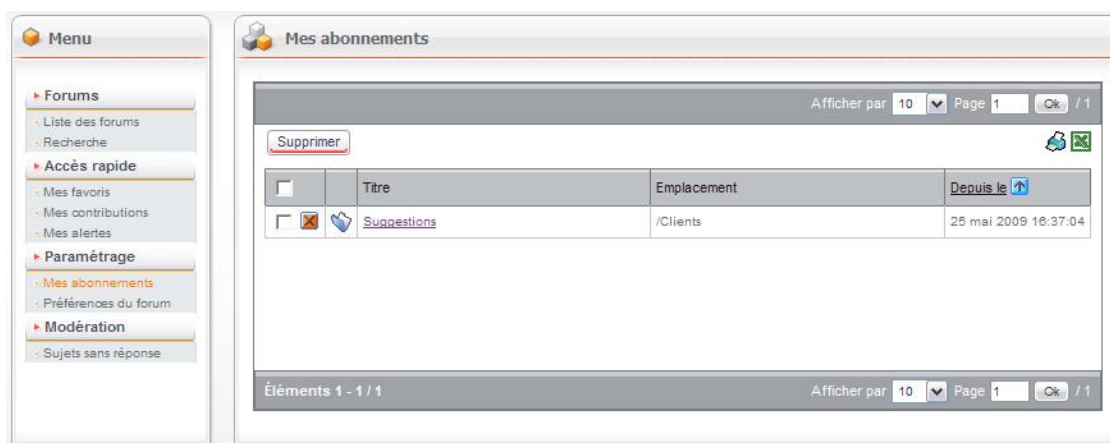 Menu
Forums
Liste des forums
Recherche
Accès rapide
Mes favoris
Mes contributions
Mes alertes
Paramétrage
Mes abonnements
Préférences du forum
Modération
Sujets sans réponse
Mes abonnements
Afficher par 10 Page 1 Ok / 1
Supprimer
Titre Emplacement Depuis le
Suggestions /Clients 25 mai 2009 16:37:04
Éléments 1 - 1 / 1 Afficher par 10 Page 1 Ok / 1